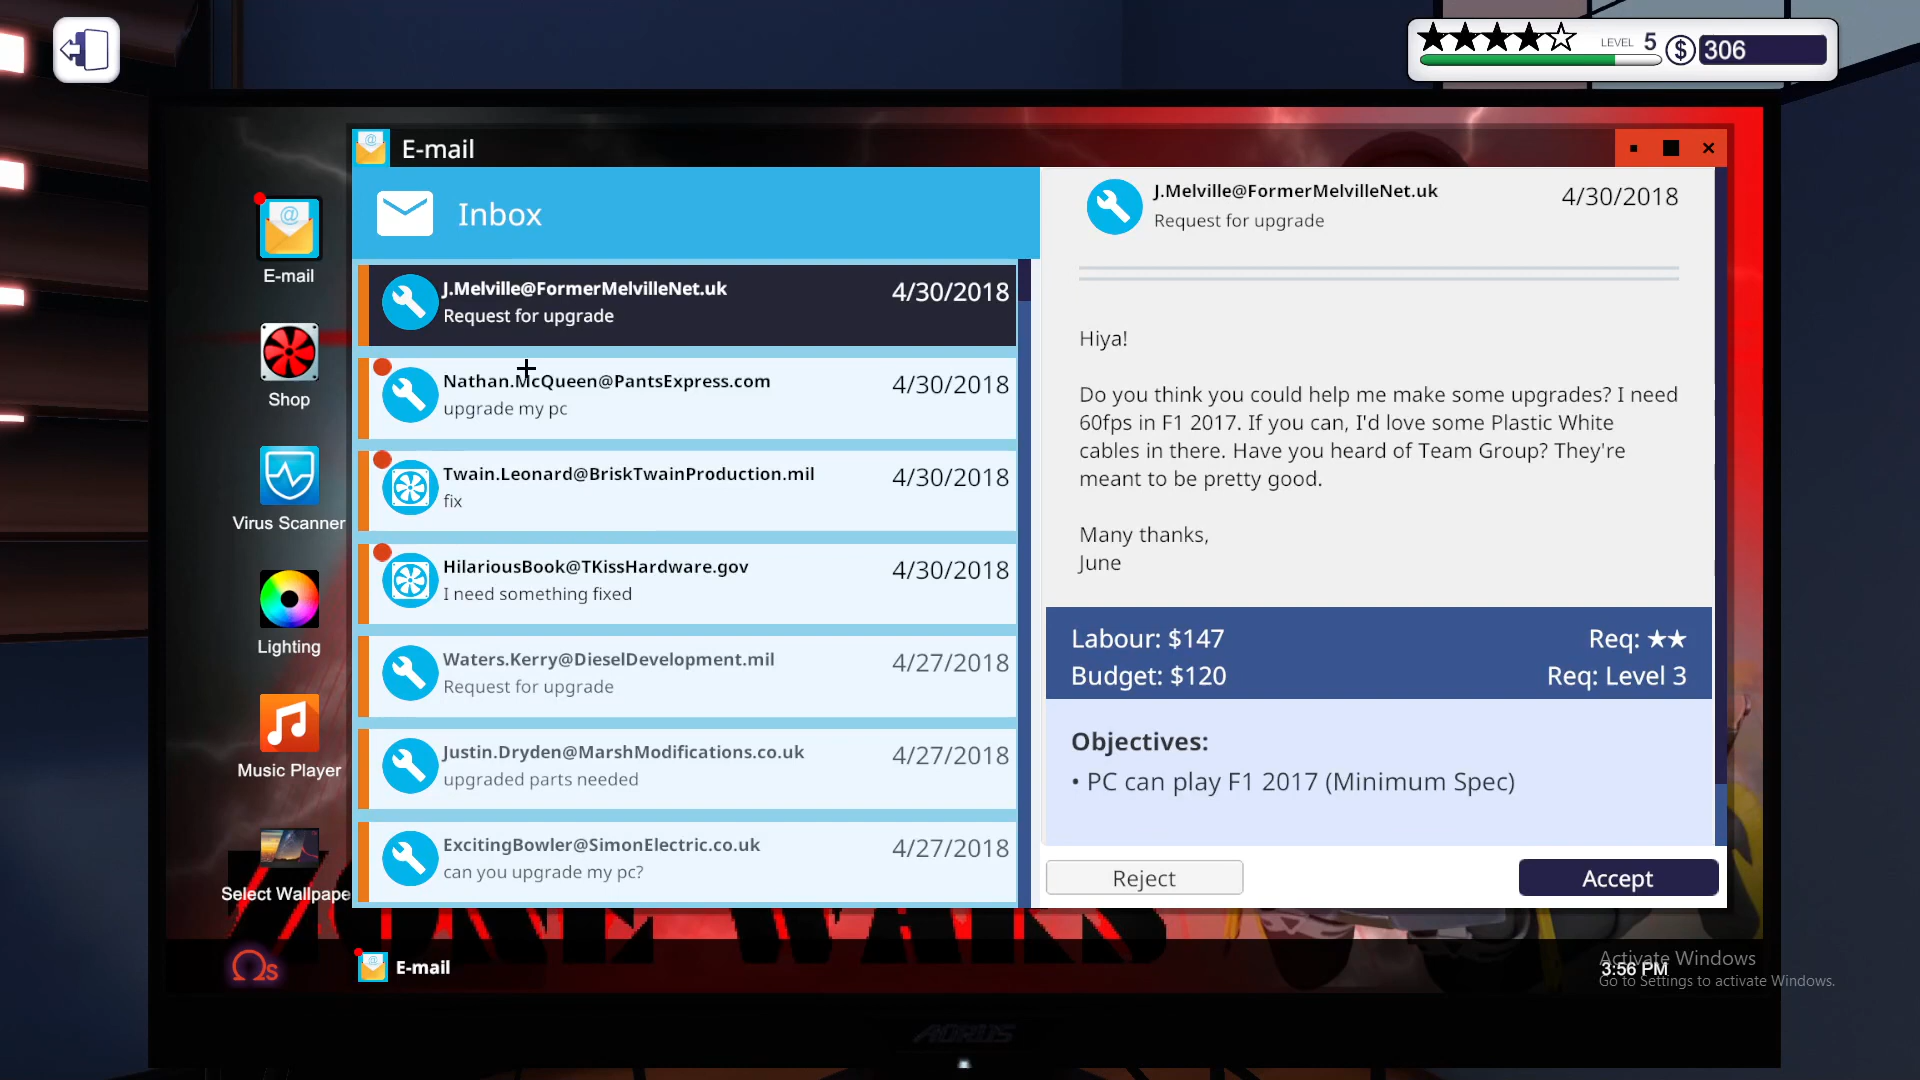 LEVEL 5
$ 306
E-mail
Inbox
J.Melville@FormerMelvilleNet.uk
4/30/2018
Request for upgrade
Nathan.McQueen@PantsExpress.com
4/30/2018
upgrade my pc
Twain.Leonard@BriskTwainProduction.mil
4/30/2018
fix
HilariousBook@TKissHardware.gov
4/30/2018
I need something fixed
Waters.Kerry@DieselDevelopment.mil
4/27/2018
Request for upgrade
Justin.Dryden@MarshModifications.co.uk
4/27/2018
upgraded parts needed
ExcitingBowler@SimonElectric.co.uk
4/27/2018
can you upgrade my pc?
J.Melville@FormerMelvilleNet.uk
4/30/2018
Request for upgrade
Hiya!
Do you think you could help me make some upgrades? I need
60fps in F1 2017. If you can, I'd love some Plastic White
cables in there. Have you heard of Team Group? They're
meant to be pretty good.
Many thanks,
June
Labour: $147
Req: ★★
Budget: $120
Req: Level 3
Objectives:
• PC can play F1 2017 (Minimum Spec)
Reject
Accept
E-mail
Shop
Virus Scanner
Lighting
Music Player
Select Wallpape
ZONE WARS
Ωs
E-mail
3:56 PM
Activate Windows
Go to Settings to activate Windows.
AORUS